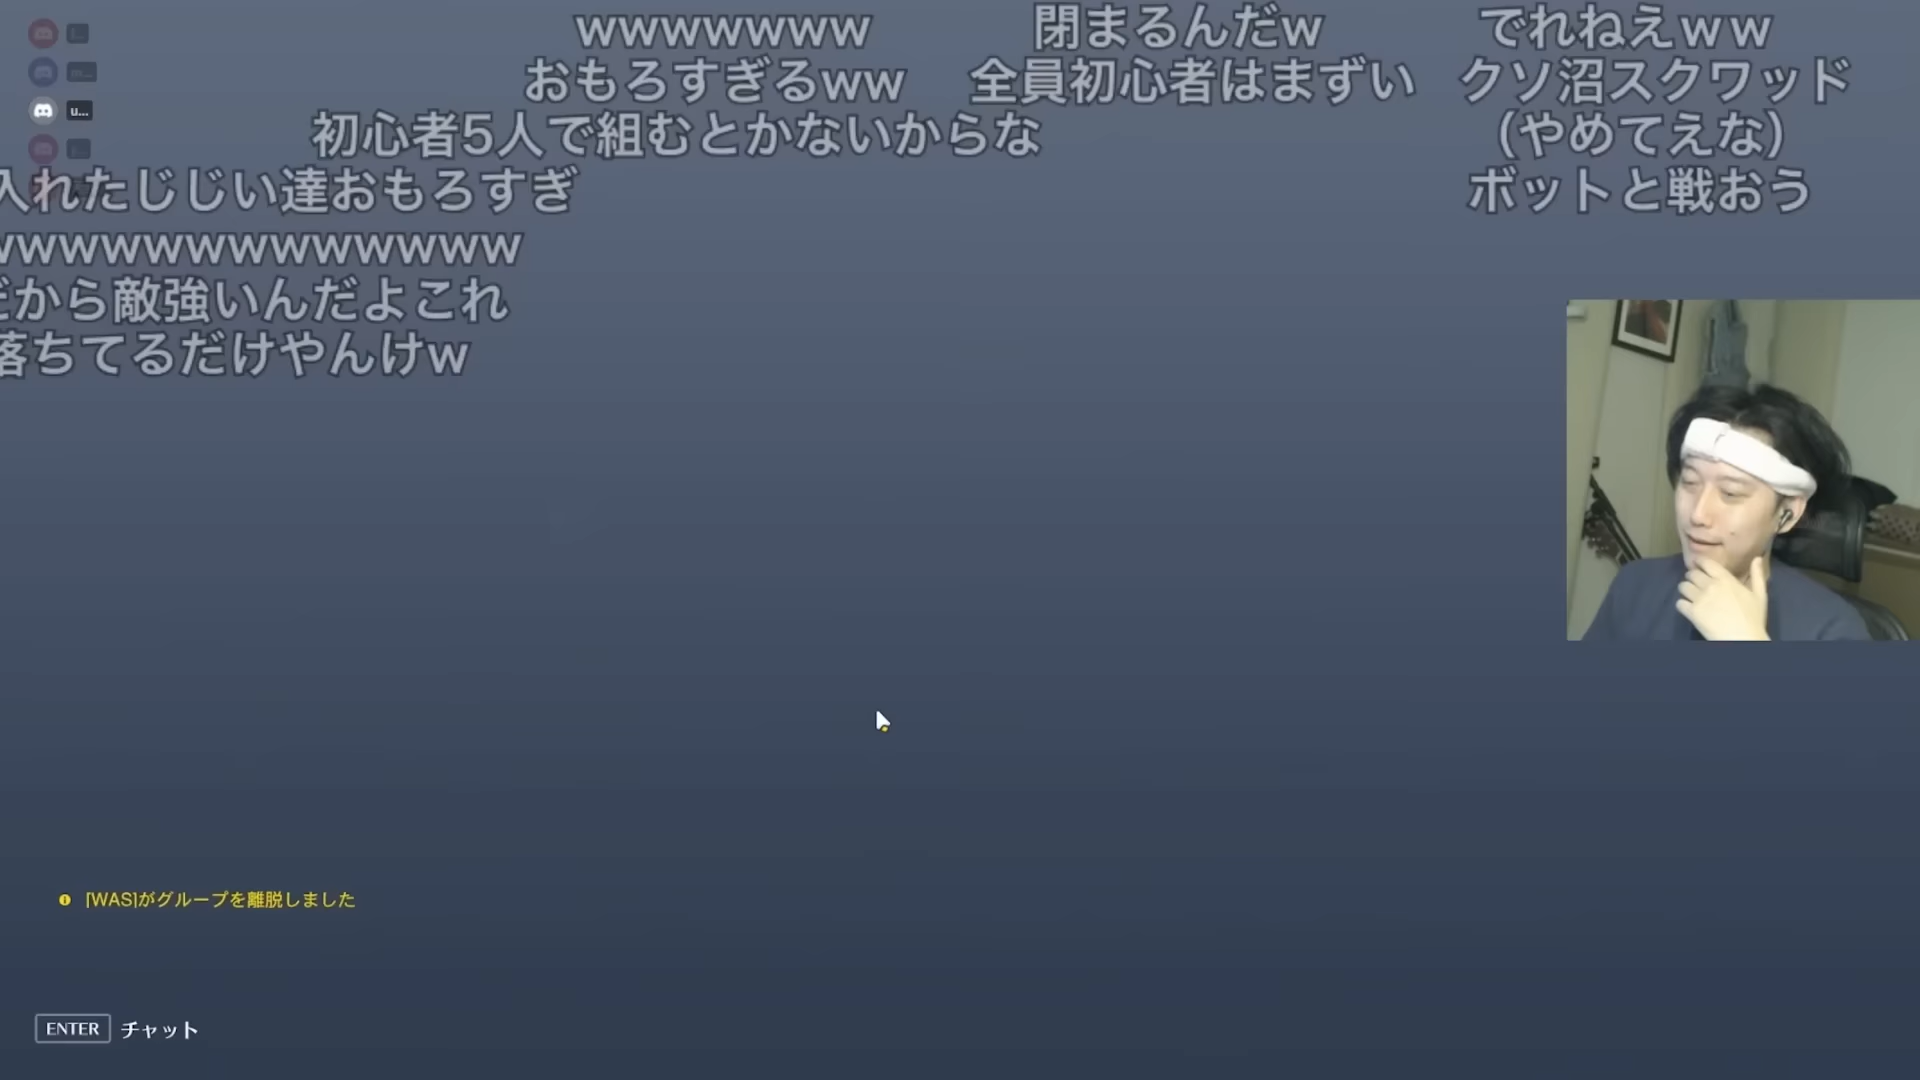 wwwwwww
閉まるんだw
でれねえｗｗ
おもろすぎるww
全員初心者はまずい
クソ沼スクワッド
u...
初心者5人で組むとかないからな
（やめてえな）
入れたじじい達おもろすぎ
ボットと戦おう
wwwwwwwwwwwww
だから敵強いんだよこれ
落ちてるだけやんけw
[WAS]がグループを離脱しました
ENTER チャット